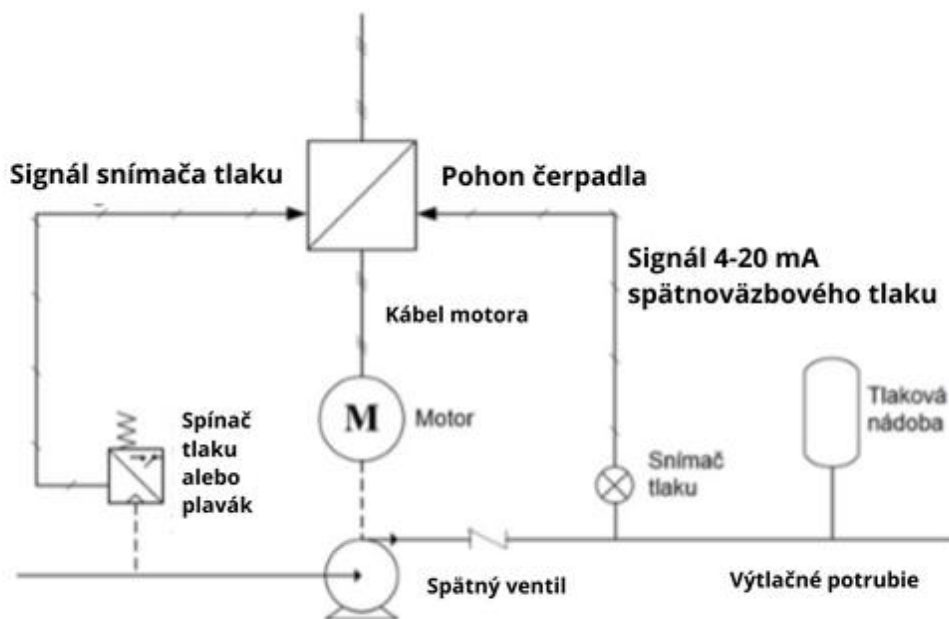 Signál snímača tlaku
Pohon čerpadla
Signál 4-20 mA
spätnoväzbového tlaku
Kábel motora
Spínač
tlaku
alebo
plavák
M
Motor
Snímač
tlaku
Tlaková
nádoba
Spätný ventil
Výtlačné potrubie